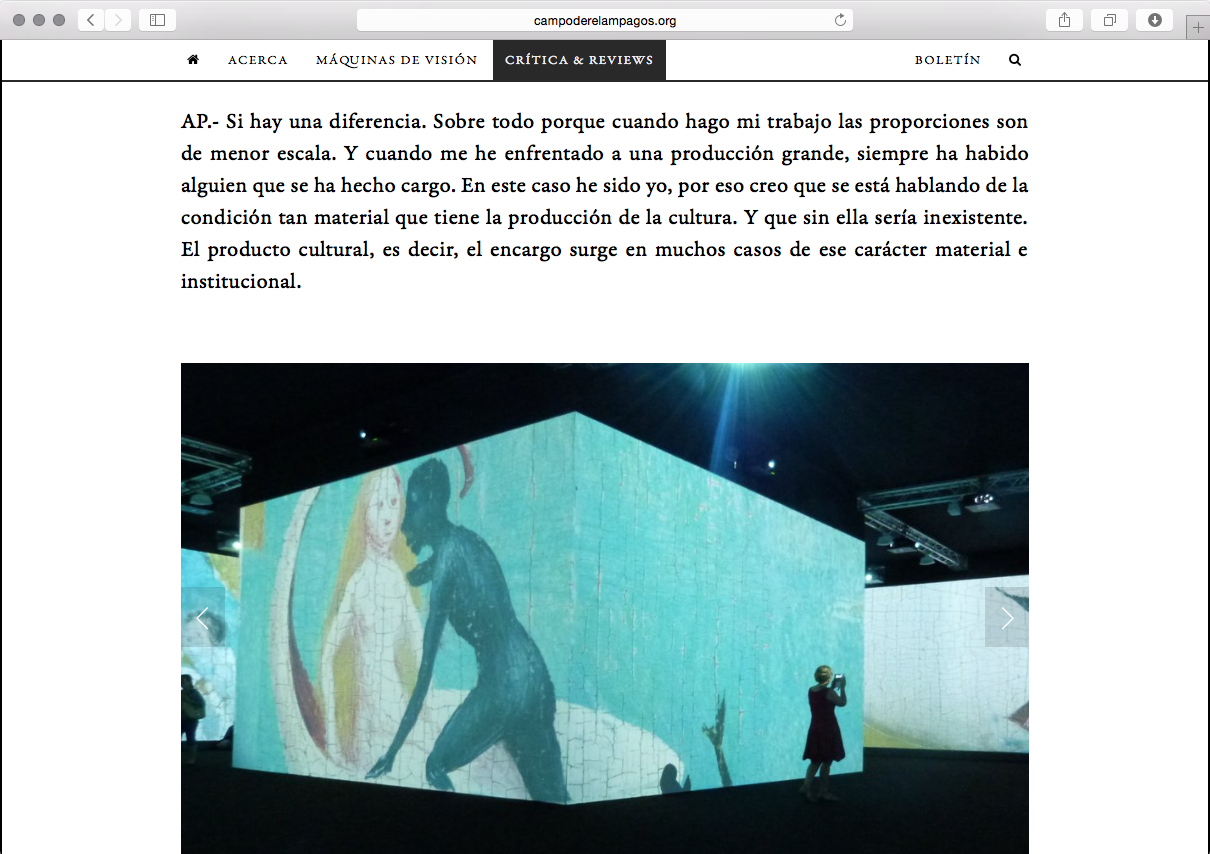 campoderelampagos.org
ACERCA MÁQUINAS DE VISIÓN CRÍTICA & REVIEWS BOLETÍN
AP.- Si hay una diferencia. Sobre todo porque cuando hago mi trabajo las proporciones son
de menor escala. Y cuando me he enfrentado a una producción grande, siempre ha habido
alguien que se ha hecho cargo. En este caso he sido yo, por eso creo que se está hablando de la
condición tan material que tiene la producción de la cultura. Y que sin ella sería inexistente.
El producto cultural, es decir, el encargo surge en muchos casos de ese carácter material e
institucional.